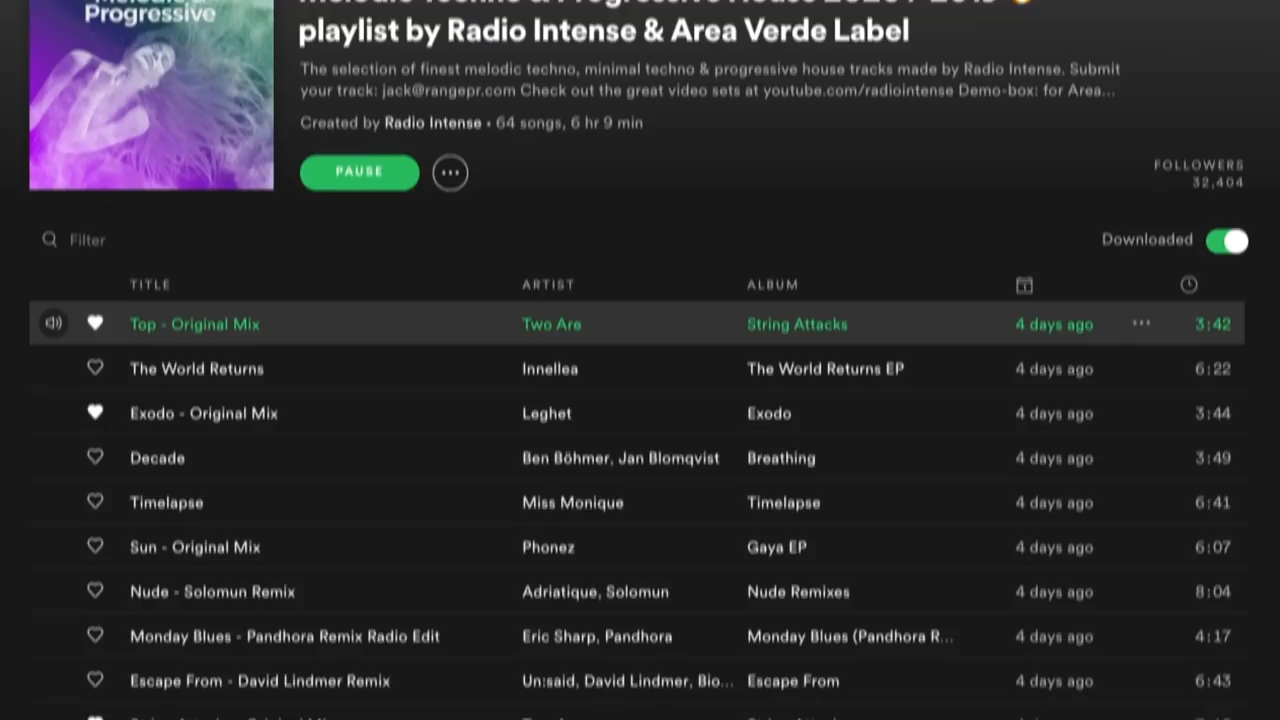 Progressive
playlist by Radio Intense & Area Verde Label
The selection of finest melodic techno, minimal techno & progressive house tracks made by Radio Intense. Submit
your track: jack@rangepr.com Check out the great video sets at youtube.com/radiointense Demo-box: for Area...
Created by Radio Intense • 64 songs, 6 hr 9 min
PAUSE
FOLLOWERS
32,404
Filter
Downloaded
TITLE ARTIST ALBUM
Top - Original Mix Two Are String Attacks 4 days ago 3:42
The World Returns Innellea The World Returns EP 4 days ago 6:22
Exodo - Original Mix Leghet Exodo 4 days ago 3:44
Decade Ben Böhmer, Jan Blomqvist Breathing 4 days ago 3:49
Timelapse Miss Monique Timelapse 4 days ago 6:41
Sun - Original Mix Phonez Gaya EP 4 days ago 6:07
Nude - Solomun Remix Adriatique, Solomun Nude Remixes 4 days ago 8:04
Monday Blues - Pandhora Remix Radio Edit Eric Sharp, Pandhora Monday Blues (Pandhora R... 4 days ago 4:17
Escape From - David Lindmer Remix Un:said, David Lindmer, Bio... Escape From 4 days ago 6:43